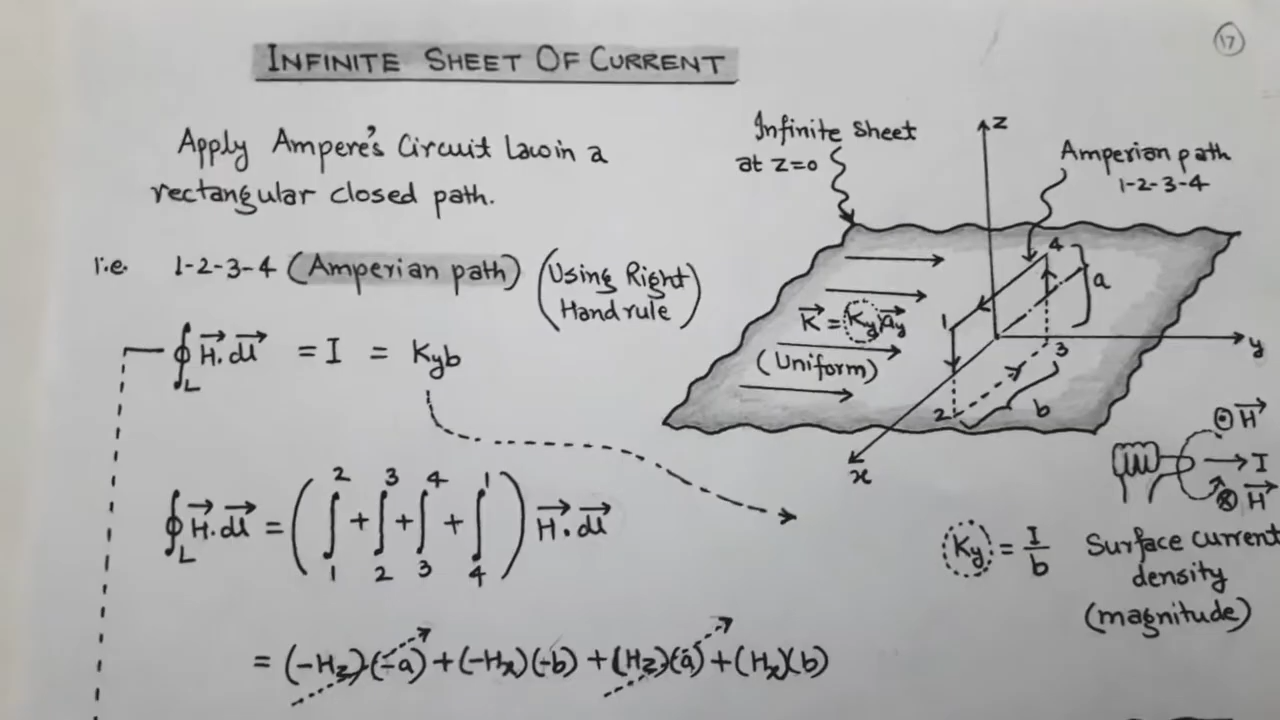 17
INFINITE SHEET OF CURRENT
Apply Ampere's Circuit Law in a
rectangular closed path.
i.e. 1-2-3-4 (Amperian path) (Using Right
Hand rule)
∮_L H⃗.dl⃗ = I = Kyb
∮_L H⃗.dl⃗ = (∫₁² + ∫₂³ + ∫₃⁴ + ∫₄¹) H⃗.dl⃗
= (-Hz)(-a) + (-Hx)(-b) + (Hz)(a) + (Hx)(b)
Infinite sheet
at z=0
z
Amperian path
1-2-3-4
4
a
1
K⃗ = Ky a⃗y
(Uniform)
3
y
2
b
x
⊙ H⃗
I
⊗ H⃗
Ky = I/b Surface current
density
(magnitude)